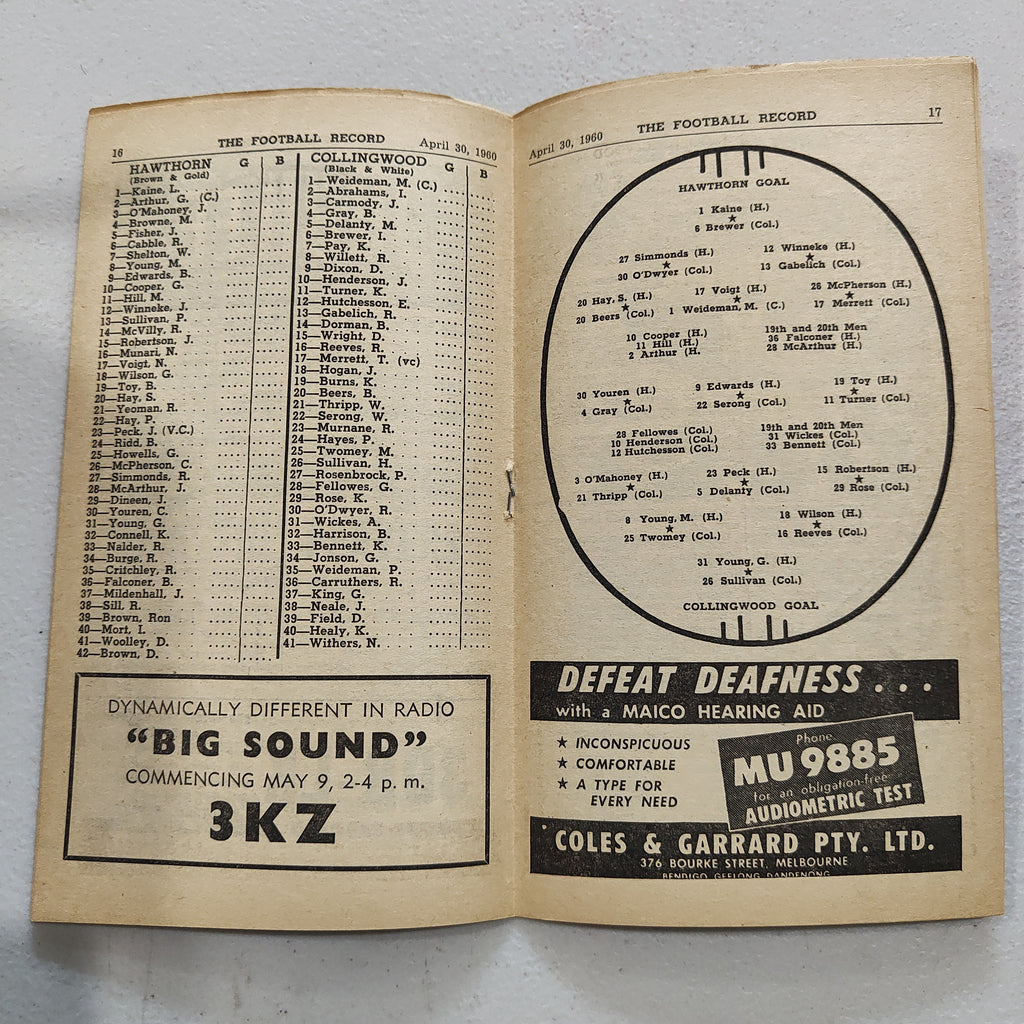 16 THE FOOTBALL RECORD April 30, 1960
HAWTHORN G B
(Brown & Gold)
1—Kaine, L.
2—Arthur, G. (C.)
3—O'Mahoney, J.
4—Browne, M.
5—Fisher, J.
6—Cabble, R.
7—Shelton, W.
8—Young, M.
9—Edwards, B.
10—Cooper, G.
11—Hill, M.
12—Winneke, J.
13—Sullivan, P.
14—McVilly, R.
15—Robertson, J.
16—Munari, N.
17—Voigt, N.
18—Wilson, G.
19—Toy, B.
20—Hay, S.
21—Yeoman, R.
22—Hay, P.
23—Peck, J. (V.C.)
24—Ridd, B.
25—Howells, G.
26—McPherson, C.
27—Simmonds, R.
28—McArthur, J.
29—Dineen, J.
30—Youren, C.
31—Young, G.
32—Connell, K.
33—Nalder, R.
34—Burge, R.
35—Critchley, R.
36—Falconer, B.
37—Mildenhall, J.
38—Sill, R.
39—Brown, Ron
40—Mort, I.
41—Woolley, D.
42—Brown, D.
COLLINGWOOD G B
(Black & White)
1—Weideman, M. (C.)
2—Abrahams, I.
3—Carmody, J.
4—Gray, B.
5—Delanty, M.
6—Brewer, I.
7—Pay, K.
8—Willett, R.
9—Dixon, D.
10—Henderson, J.
11—Turner, K.
12—Hutchesson, E.
13—Gabelich, R.
14—Dorman, B.
15—Wright, D.
16—Reeves, R.
17—Merrett, T. (vc)
18—Hogan, J.
19—Burns, K.
20—Beers, B.
21—Thripp, W.
22—Serong, W.
23—Murnane, R.
24—Hayes, P.
25—Twomey, M.
26—Sullivan, H.
27—Rosenbrock, P.
28—Fellowes, G.
29—Rose, K.
30—O'Dwyer, R.
31—Wickes, A.
32—Harrison, B.
33—Bennett, K.
34—Jonson, G.
35—Weideman, P.
36—Carruthers, R.
37—King, G.
38—Neale, J.
39—Field, D.
40—Healy, K.
41—Withers, N.
DYNAMICALLY DIFFERENT IN RADIO
“BIG SOUND”
COMMENCING MAY 9, 2-4 p. m.
3KZ
April 30, 1960 THE FOOTBALL RECORD 17
HAWTHORN GOAL
1 Kaine (H.)
★
6 Brewer (Col.)
27 Simmonds (H.) 12 Winneke (H.)
★ ★
30 O'Dwyer (Col.) 13 Gabelich (Col.)
20 Hay, S. (H.) 17 Voigt (H.) 26 McPherson (H.)
★ ★ ★
20 Beers (Col.) 1 Weideman, M. (C.) 17 Merrett (Col.)
10 Cooper (H.) 19th and 20th Men
11 Hill (H.) 36 Falconer (H.)
2 Arthur (H. 28 McArthur (H.)
30 Youren (H.) 9 Edwards (H.) 19 Toy (H.)
★ ★ ★
4 Gray (Col.) 22 Serong (Col.) 11 Turner (Col.)
28 Fellowes (Col.) 19th and 20th Men
10 Henderson (Col.) 31 Wickes (Col.)
12 Hutchesson (Col.) 33 Bennett (Col.)
3 O'Mahoney (H.) 23 Peck (H.) 15 Robertson (H.)
★ ★ ★
21 Thripp (Col.) 5 Delanty (Col.) 29 Rose (Col.)
8 Young, M. (H.) 18 Wilson (H.)
★ ★
25 Twomey (Col.) 16 Reeves (Col.)
31 Young, G. (H.)
★
26 Sullivan (Col.)
COLLINGWOOD GOAL
DEFEAT DEAFNESS . . .
with a MAICO HEARING AID
★ INCONSPICUOUS
★ COMFORTABLE
★ A TYPE FOR
EVERY NEED
Phone
MU 9885
for an obligation-free
AUDIOMETRIC TEST
COLES & GARRARD PTY. LTD.
376 BOURKE STREET, MELBOURNE
BENDIGO GEELONG DANDENONG